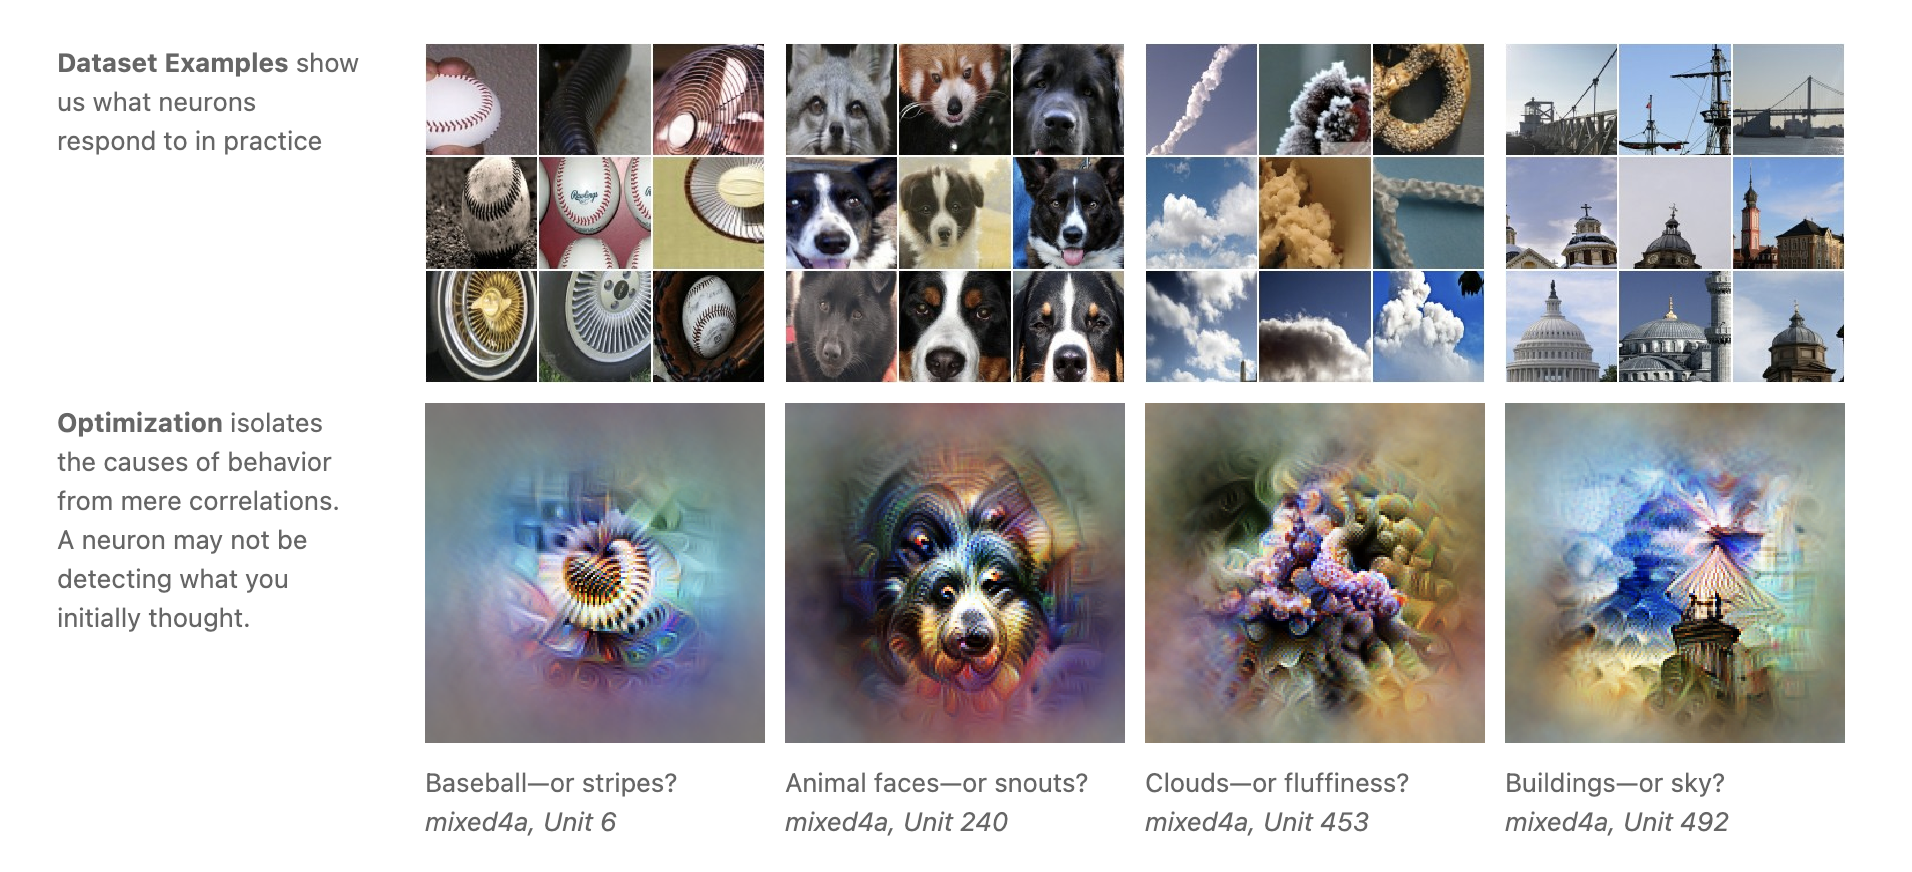 Dataset Examples show
us what neurons
respond to in practice
Rawlings
Optimization isolates
the causes of behavior
from mere correlations.
A neuron may not be
detecting what you
initially thought.
Baseball—or stripes?
mixed4a, Unit 6
Animal faces—or snouts?
mixed4a, Unit 240
Clouds—or fluffiness?
mixed4a, Unit 453
Buildings—or sky?
mixed4a, Unit 492